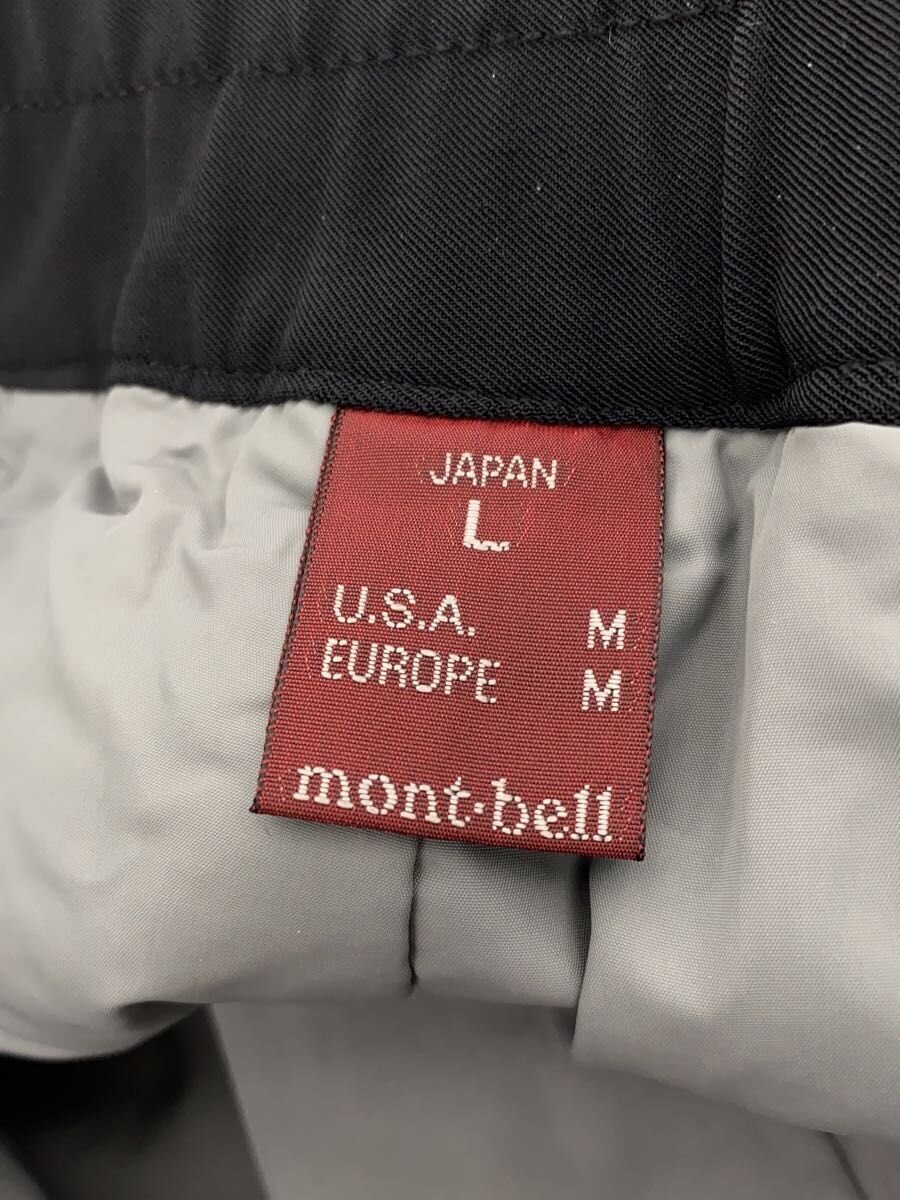 JAPAN
L
U.S.A. M
EUROPE M
mont·bell